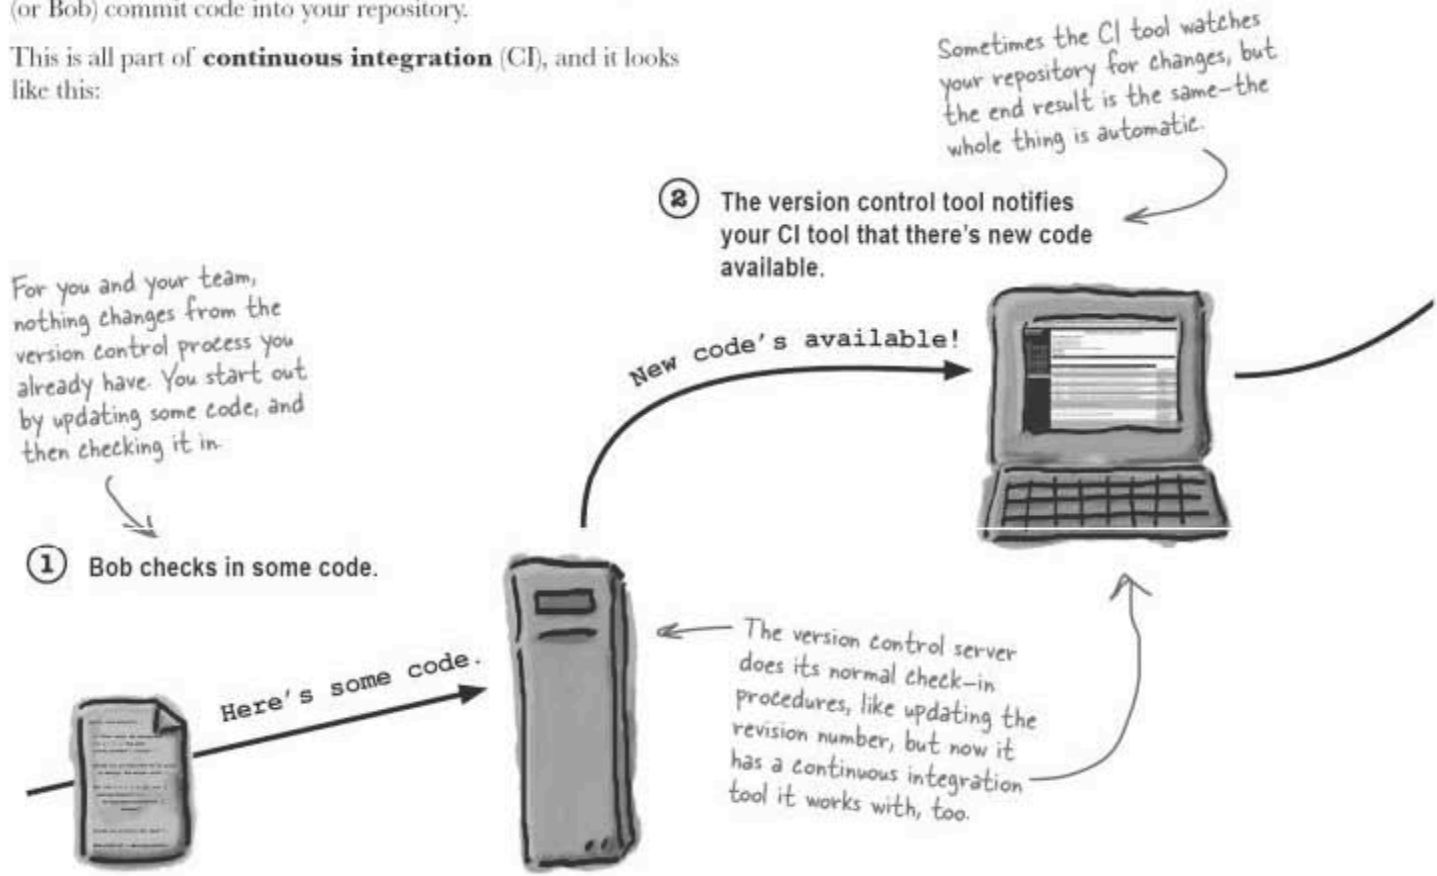 (or Bob) commit code into your repository.
This is all part of continuous integration (CI), and it looks
like this:
Sometimes the CI tool watches
your repository for changes, but
the end result is the same–the
whole thing is automatic.
2 The version control tool notifies
your CI tool that there's new code
available.
For you and your team,
nothing changes from the
version control process you
already have. You start out
by updating some code, and
then checking it in.
New code's available!
1 Bob checks in some code.
Here's some code.
The version control server
does its normal check-in
procedures, like updating the
revision number, but now it
has a continuous integration
tool it works with, too.